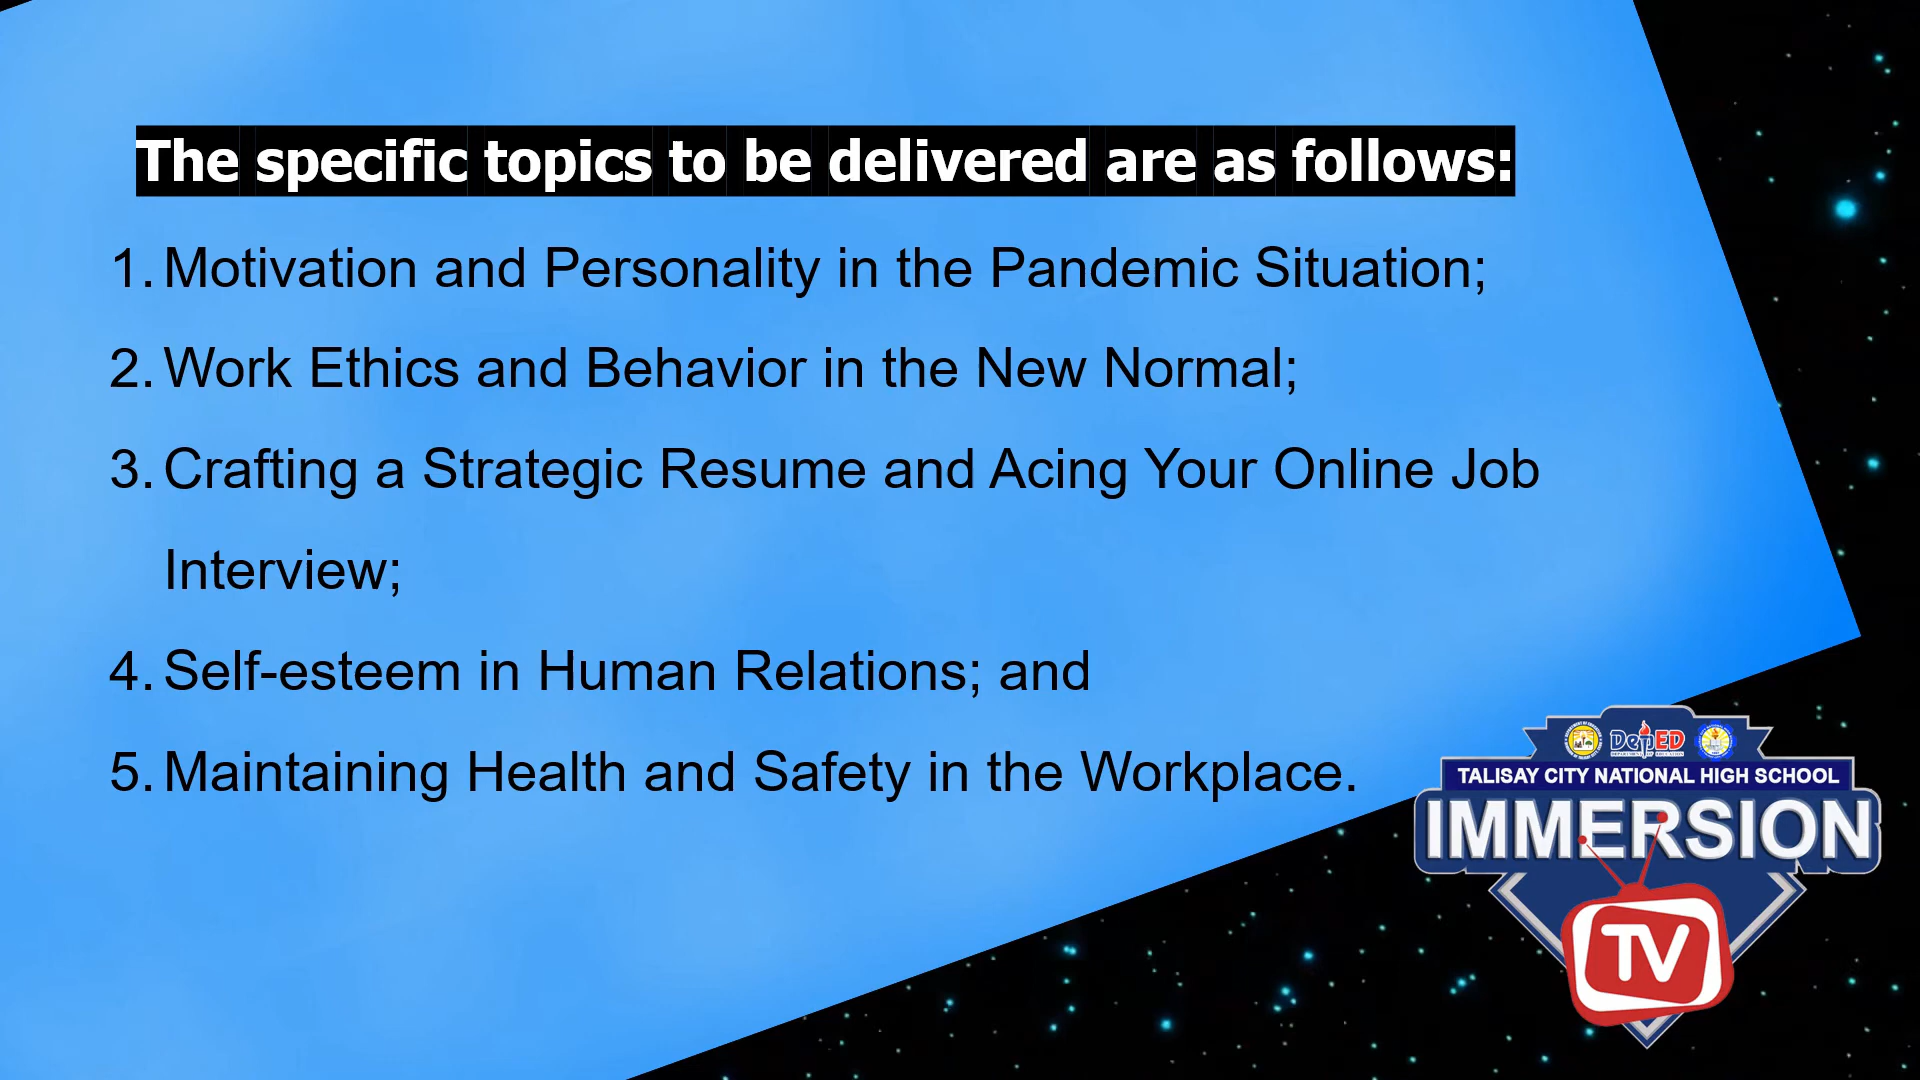 The specific topics to be delivered are as follows:
1. Motivation and Personality in the Pandemic Situation;
2. Work Ethics and Behavior in the New Normal;
3. Crafting a Strategic Resume and Acing Your Online Job
Interview;
4. Self-esteem in Human Relations; and
5. Maintaining Health and Safety in the Workplace.
DepED
TALISAY CITY NATIONAL HIGH SCHOOL
IMMERSION
TV